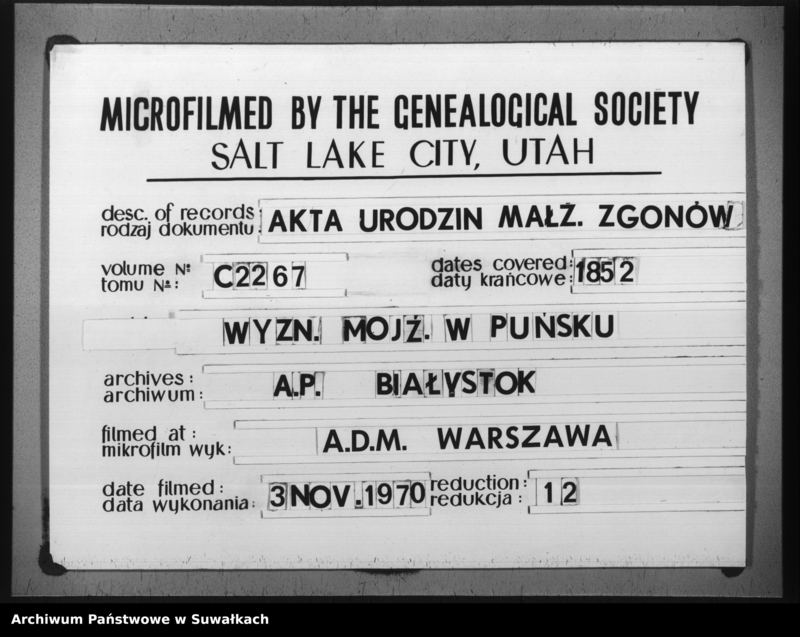 MICROFILMED BY THE GENEALOGICAL SOCIETY
SALT LAKE CITY, UTAH
desc. of records:
rodzaj dokumentu:
AKTA URODZIN MAŁŻ. ZGONÓW
volume №
tomu №:
C2267
dates covered:
daty krańcowe:
1852
WYZN. MOJŻ. W PUŃSKU
archives:
archiwum:
A.P. BIAŁYSTOK
filmed at:
mikrofilm wyk:
A.D.M. WARSZAWA
date filmed:
data wykonania:
3 NOV. 1970
reduction:
redukcja:
12
Archiwum Państwowe w Suwałkach